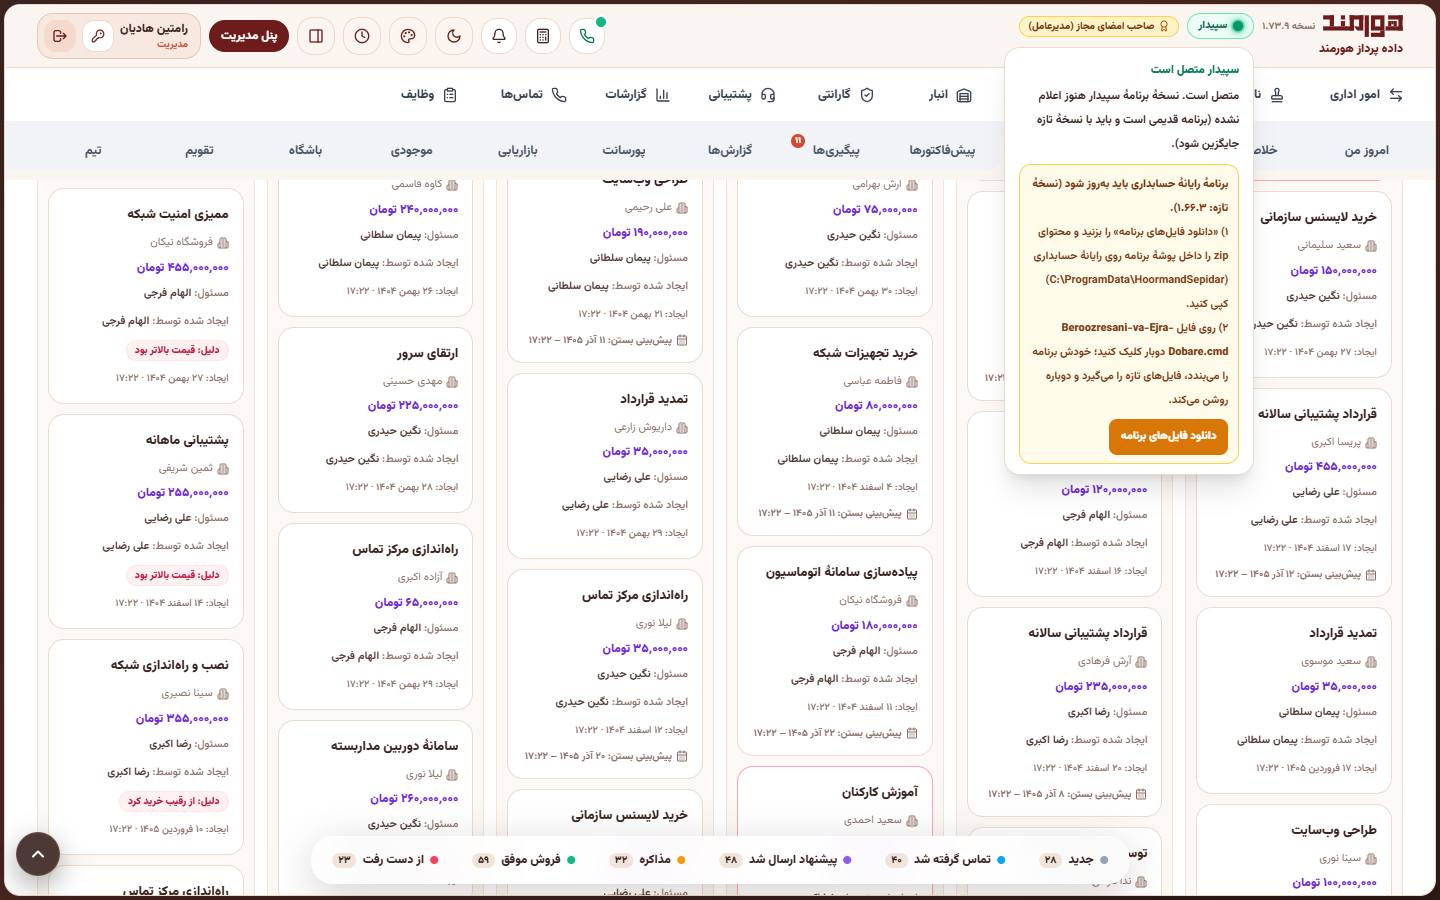 هورمند
داده پرداز هورمند
نسخه ۱.۷۳.۹
سپیدار
صاحب امضای مجاز (مدیرعامل)
پنل مدیریت
رامتین هادیان
مدیریت
امور اداری
انبار
گارانتی
پشتیبانی
گزارشات
تماس‌ها
وظایف
امروز من
پیش‌فاکتورها
پیگیری‌ها
۱۱
گزارش‌ها
پورسانت
بازاریابی
موجودی
باشگاه
تقویم
تیم
سپیدار متصل است
متصل است. نسخهٔ برنامهٔ سپیدار هنوز اعلام
نشده (برنامه قدیمی است و باید با نسخهٔ تازه
جایگزین شود).
برنامهٔ رایانهٔ حسابداری باید به‌روز شود (نسخهٔ
تازه: ۱.۶۶.۳).
۱) «دانلود فایل‌های برنامه» را بزنید و محتوای
zip را داخل پوشهٔ برنامه روی رایانهٔ حسابداری
(C:\ProgramData\HoormandSepidar)
کپی کنید.
۲) روی فایل Beroozresani-va-Ejra-
Dobare.cmd دوبار کلیک کنید؛ خودش برنامه
را می‌بندد، فایل‌های تازه را می‌گیرد و دوباره
روشن می‌کند.
دانلود فایل‌های برنامه
خرید لایسنس سازمانی
سعید سلیمانی
۱۵۰,۰۰۰,۰۰۰ تومان
مسئول: نگین حیدری
ایجاد: ۲۷ بهمن ۱۴۰۴ · ۱۷:۲۲
قرارداد پشتیبانی سالانه
پریسا اکبری
۴۵۵,۰۰۰,۰۰۰ تومان
مسئول: علی رضایی
ایجاد شده توسط: علی رضایی
ایجاد: ۱۷ اسفند ۱۴۰۴ · ۱۷:۲۲
پیش‌بینی بستن: ۱۲ آذر ۱۴۰۵ – ۱۷:۲۲
تمدید قرارداد
سعید موسوی
۳۵,۰۰۰,۰۰۰ تومان
مسئول: پیمان سلطانی
ایجاد شده توسط: پیمان سلطانی
ایجاد: ۱۷ فروردین ۱۴۰۵ · ۱۷:۲۲
طراحی وب‌سایت
سینا نوری
۱۰۰,۰۰۰,۰۰۰ تومان
۱۲۰,۰۰۰,۰۰۰ تومان
مسئول: الهام فرجی
ایجاد شده توسط: الهام فرجی
ایجاد: ۱۶ اسفند ۱۴۰۴ · ۱۷:۲۲
قرارداد پشتیبانی سالانه
آرش فرهادی
۲۳۵,۰۰۰,۰۰۰ تومان
مسئول: رضا اکبری
ایجاد شده توسط: رضا اکبری
ایجاد: ۲۰ اسفند ۱۴۰۴ · ۱۷:۲۲
پیش‌بینی بستن: ۸ آذر ۱۴۰۵ – ۱۷:۲۲
آرش بهرامی
۷۵,۰۰۰,۰۰۰ تومان
مسئول: نگین حیدری
ایجاد شده توسط: نگین حیدری
ایجاد: ۳۰ بهمن ۱۴۰۴ · ۱۷:۲۲
خرید تجهیزات شبکه
فاطمه عباسی
۸۰,۰۰۰,۰۰۰ تومان
مسئول: پیمان سلطانی
ایجاد شده توسط: پیمان سلطانی
ایجاد: ۴ اسفند ۱۴۰۴ · ۱۷:۲۲
پیش‌بینی بستن: ۱۱ آذر ۱۴۰۵ – ۱۷:۲۲
پیاده‌سازی سامانهٔ اتوماسیون
فروشگاه نیکان
۱۸۰,۰۰۰,۰۰۰ تومان
مسئول: الهام فرجی
ایجاد شده توسط: الهام فرجی
ایجاد: ۱۱ اسفند ۱۴۰۴ · ۱۷:۲۲
پیش‌بینی بستن: ۲۲ آذر ۱۴۰۵ – ۱۷:۲۲
آموزش کارکنان
سعید احمدی
طراحی وب‌سایت
علی رحیمی
۱۹۰,۰۰۰,۰۰۰ تومان
مسئول: پیمان سلطانی
ایجاد شده توسط: پیمان سلطانی
ایجاد: ۲۱ بهمن ۱۴۰۴ · ۱۷:۲۲
پیش‌بینی بستن: ۱۱ آذر ۱۴۰۵ – ۱۷:۲۲
تمدید قرارداد
داریوش زارعی
۳۵,۰۰۰,۰۰۰ تومان
مسئول: علی رضایی
ایجاد شده توسط: علی رضایی
ایجاد: ۲۹ بهمن ۱۴۰۴ · ۱۷:۲۲
راه‌اندازی مرکز تماس
لیلا نوری
۳۵,۰۰۰,۰۰۰ تومان
مسئول: نگین حیدری
ایجاد شده توسط: نگین حیدری
ایجاد: ۱۲ اسفند ۱۴۰۴ · ۱۷:۲۲
پیش‌بینی بستن: ۲۰ آذر ۱۴۰۵ – ۱۷:۲۲
خرید لایسنس سازمانی
کاوه قاسمی
۲۴۰,۰۰۰,۰۰۰ تومان
مسئول: پیمان سلطانی
ایجاد شده توسط: پیمان سلطانی
ایجاد: ۲۶ بهمن ۱۴۰۴ · ۱۷:۲۲
ارتقای سرور
مهدی حسینی
۲۲۵,۰۰۰,۰۰۰ تومان
مسئول: نگین حیدری
ایجاد شده توسط: نگین حیدری
ایجاد: ۲۸ بهمن ۱۴۰۴ · ۱۷:۲۲
راه‌اندازی مرکز تماس
آزاده اکبری
۶۵,۰۰۰,۰۰۰ تومان
مسئول: الهام فرجی
ایجاد شده توسط: الهام فرجی
ایجاد: ۲۹ بهمن ۱۴۰۴ · ۱۷:۲۲
سامانهٔ دوربین مداربسته
لیلا نوری
۲۶۰,۰۰۰,۰۰۰ تومان
مسئول: نگین حیدری
ممیزی امنیت شبکه
فروشگاه نیکان
۴۵۵,۰۰۰,۰۰۰ تومان
مسئول: الهام فرجی
ایجاد شده توسط: الهام فرجی
دلیل: قیمت بالاتر بود
ایجاد: ۲۷ بهمن ۱۴۰۴ · ۱۷:۲۲
پشتیبانی ماهانه
ثمین شریفی
۲۵۵,۰۰۰,۰۰۰ تومان
مسئول: علی رضایی
ایجاد شده توسط: علی رضایی
دلیل: قیمت بالاتر بود
ایجاد: ۱۴ اسفند ۱۴۰۴ · ۱۷:۲۲
نصب و راه‌اندازی شبکه
سینا نصیری
۳۵۵,۰۰۰,۰۰۰ تومان
مسئول: رضا اکبری
ایجاد شده توسط: رضا اکبری
دلیل: از رقیب خرید کرد
ایجاد: ۱۰ فروردین ۱۴۰۵ · ۱۷:۲۲
راه‌اندازی مرکز تماس
جدید ۲۸
تماس گرفته شد ۴۰
پیشنهاد ارسال شد ۴۸
مذاکره ۳۲
فروش موفق ۵۹
از دست رفت ۲۳